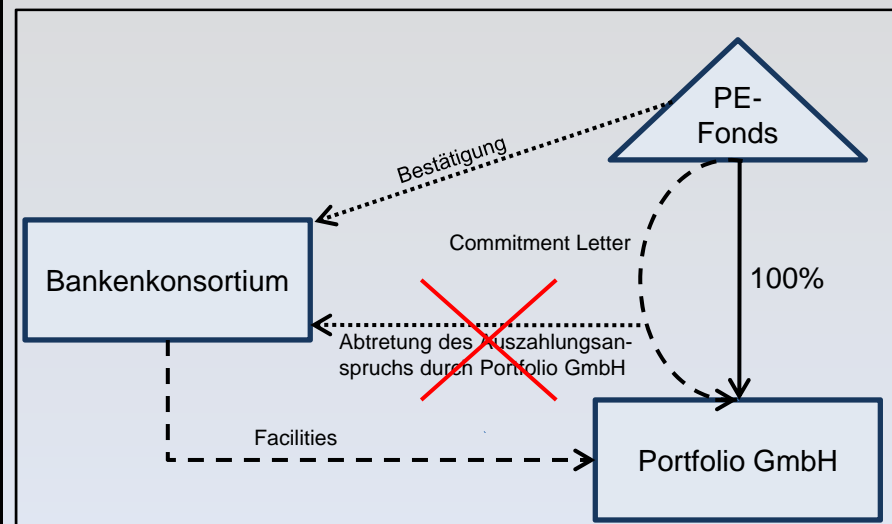 PE-
Fonds
Bestätigung
Commitment Letter
Bankenkonsortium
100%
Abtretung des Auszahlungsan-
spruchs durch Portfolio GmbH
Facilities
Portfolio GmbH